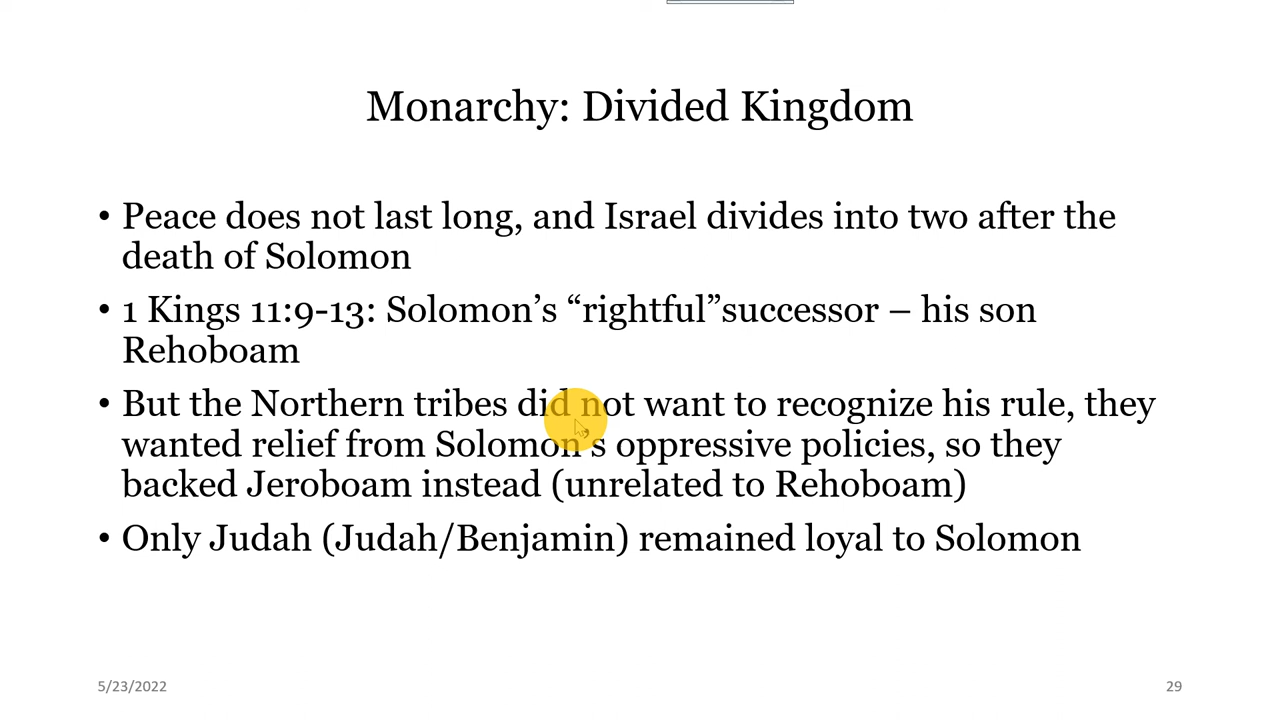 Monarchy: Divided Kingdom
• Peace does not last long, and Israel divides into two after the
death of Solomon
• 1 Kings 11:9-13: Solomon’s “rightful”successor – his son
Rehoboam
• But the Northern tribes did not want to recognize his rule, they
wanted relief from Solomon’s oppressive policies, so they
backed Jeroboam instead (unrelated to Rehoboam)
• Only Judah (Judah/Benjamin) remained loyal to Solomon
5/23/2022
29